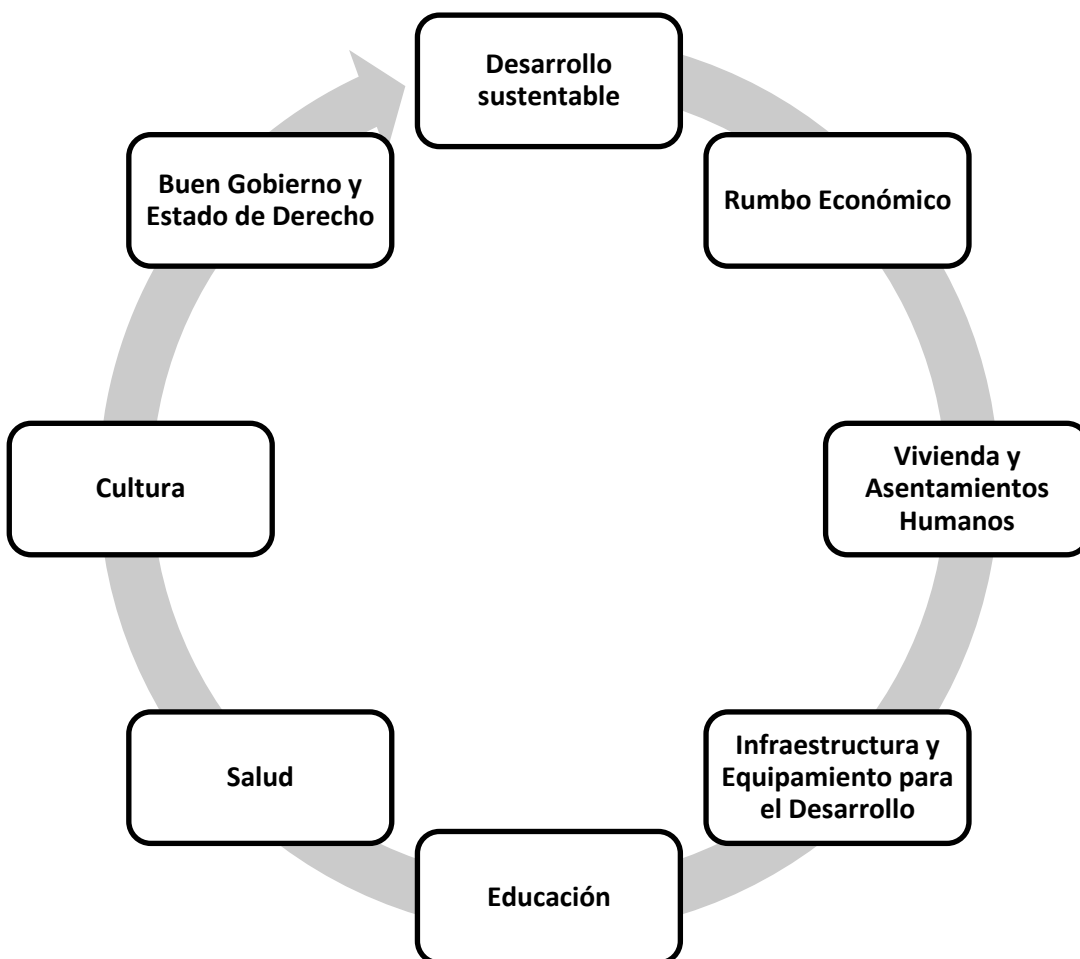 Desarrollo
sustentable
Rumbo Económico
Vivienda y
Asentamientos
Humanos
Infraestructura y
Equipamiento para
el Desarrollo
Educación
Salud
Cultura
Buen Gobierno y
Estado de Derecho